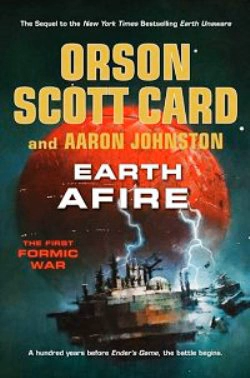 The Sequel to the New York Times Bestselling Earth Unaware
ORSON
SCOTT CARD
and AARON JOHNSTON
EARTH
AFIRE
THE FIRST
FORMIC
WAR
A hundred years before Ender's Game, the battle begins.